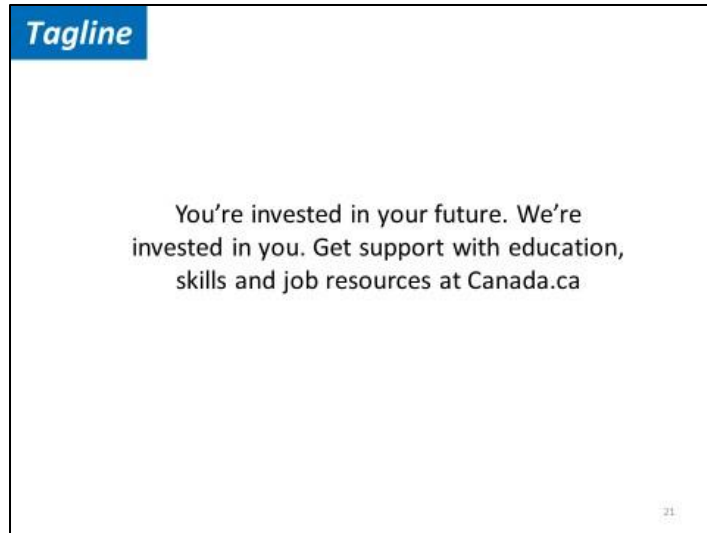 Tagline
You’re invested in your future. We’re
invested in you. Get support with education,
skills and job resources at Canada.ca
21